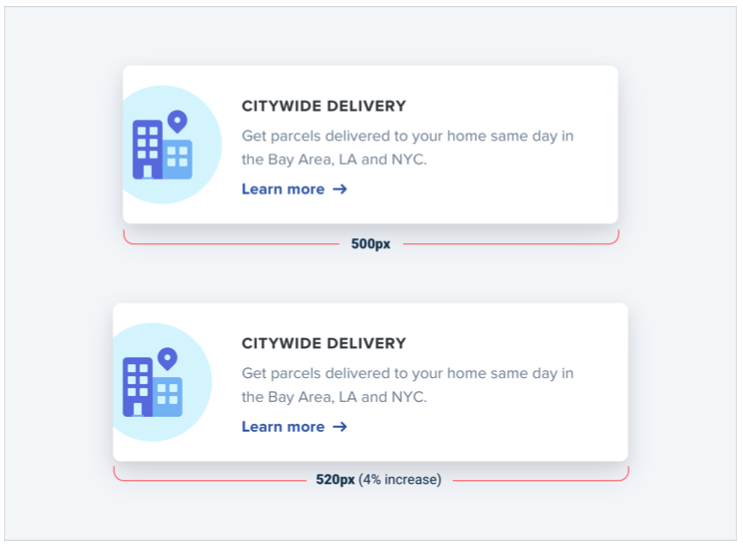 CITYWIDE DELIVERY
Get parcels delivered to your home same day in
the Bay Area, LA and NYC.
Learn more →
500px
CITYWIDE DELIVERY
Get parcels delivered to your home same day in
the Bay Area, LA and NYC.
Learn more →
520px (4% increase)